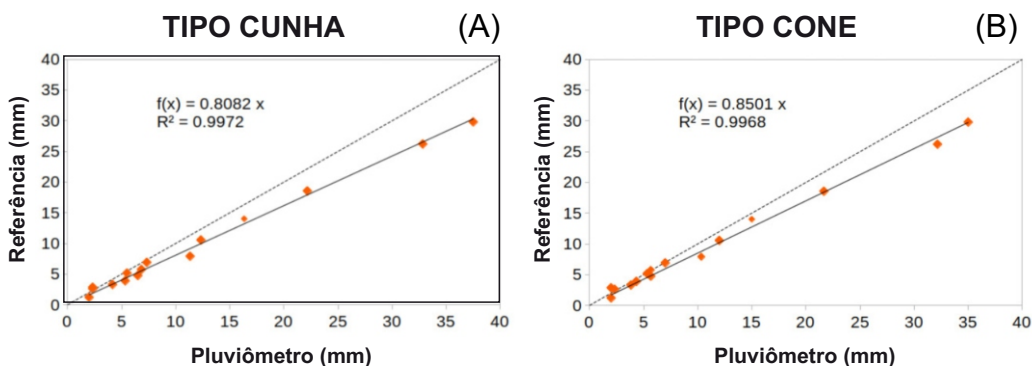 TIPO CUNHA (A)
40
35
30
25
20
15
10
5
0
Referência (mm)
f(x) = 0.8082 x
R² = 0.9972
0 5 10 15 20 25 30 35 40
Pluviômetro (mm)
TIPO CONE (B)
40
35
30
25
20
15
10
5
0
Referência (mm)
f(x) = 0.8501 x
R² = 0.9968
0 5 10 15 20 25 30 35 40
Pluviômetro (mm)